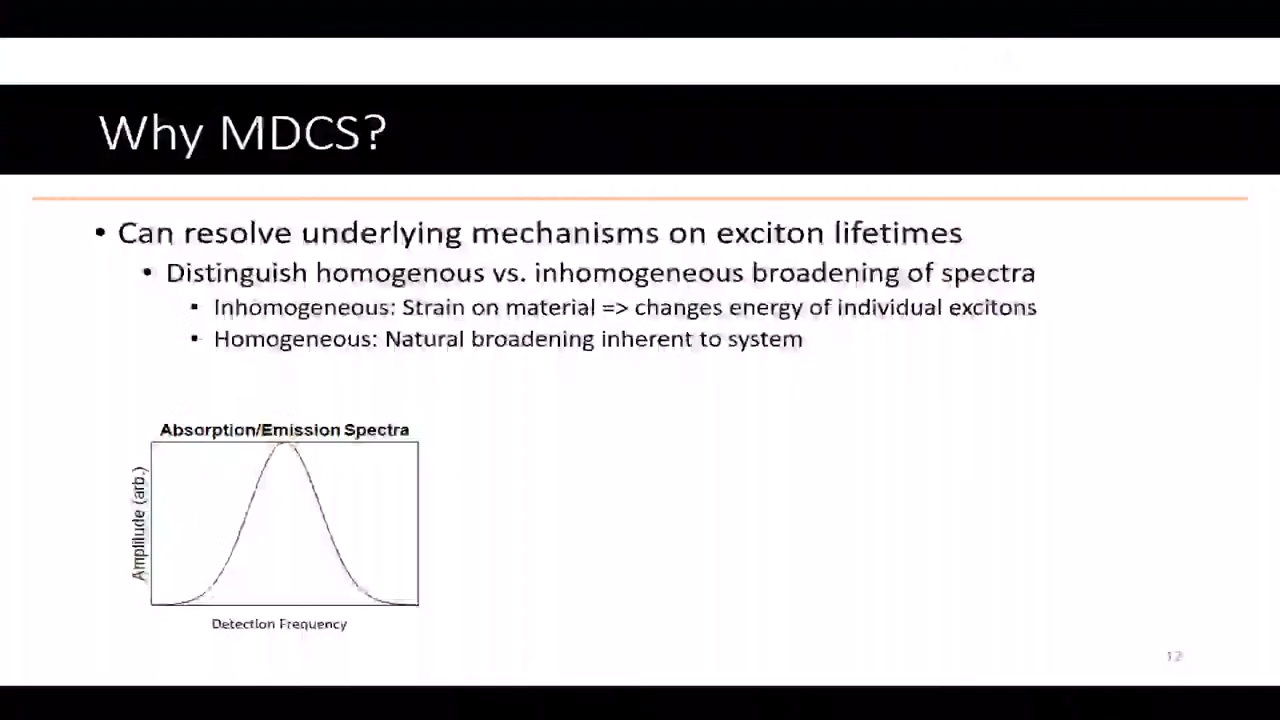 Why MDCS?
• Can resolve underlying mechanisms on exciton lifetimes
• Distinguish homogenous vs. inhomogeneous broadening of spectra
▪ Inhomogeneous: Strain on material => changes energy of individual excitons
▪ Homogeneous: Natural broadening inherent to system
Absorption/Emission Spectra
Amplitude (arb.)
Detection Frequency
12